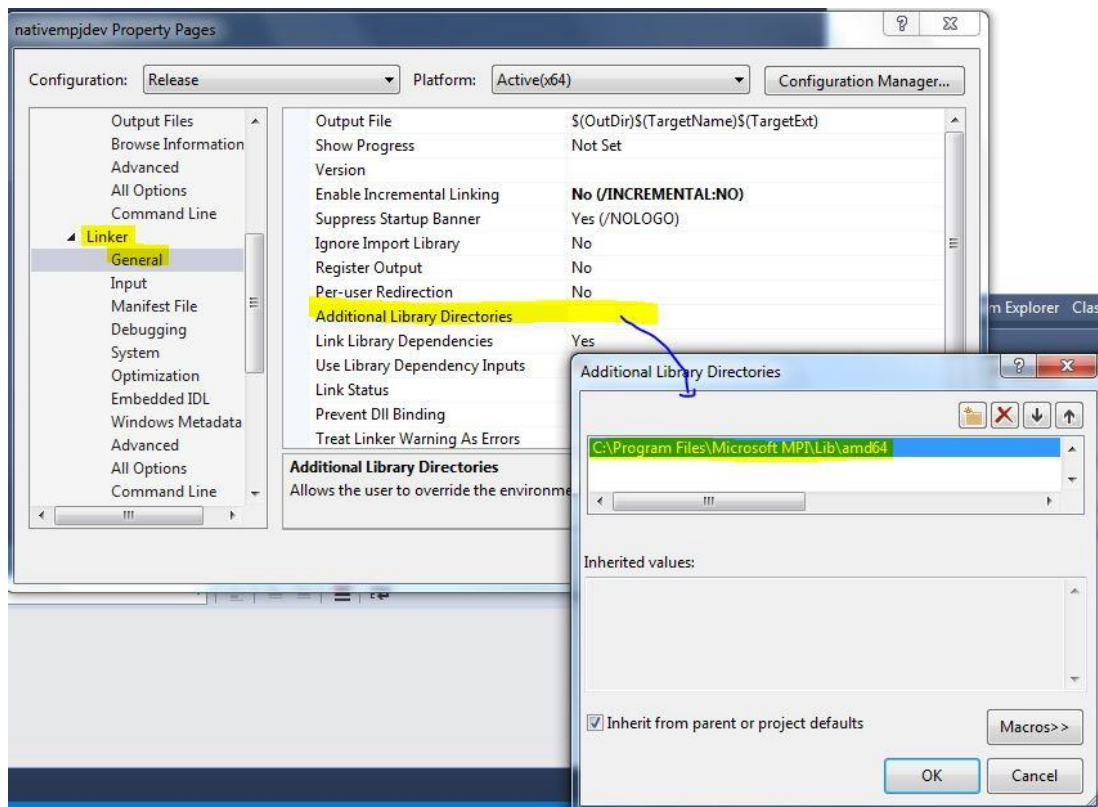 nativempjdev Property Pages
Configuration: Release Platform: Active(x64) Configuration Manager...
Output Files
Browse Information
Advanced
All Options
Command Line
Linker
General
Input
Manifest File
Debugging
System
Optimization
Embedded IDL
Windows Metadata
Advanced
All Options
Command Line
Output File $(OutDir)$(TargetName)$(TargetExt)
Show Progress Not Set
Version
Enable Incremental Linking No (/INCREMENTAL:NO)
Suppress Startup Banner Yes (/NOLOGO)
Ignore Import Library No
Register Output No
Per-user Redirection No
Additional Library Directories
Link Library Dependencies Yes
Use Library Dependency Inputs
Link Status
Prevent Dll Binding
Treat Linker Warning As Errors
Additional Library Directories
Allows the user to override the environme
m Explorer Clas
Additional Library Directories
C:\Program Files\Microsoft MPI\Lib\amd64
Inherited values:
Inherit from parent or project defaults
Macros>>
OK Cancel